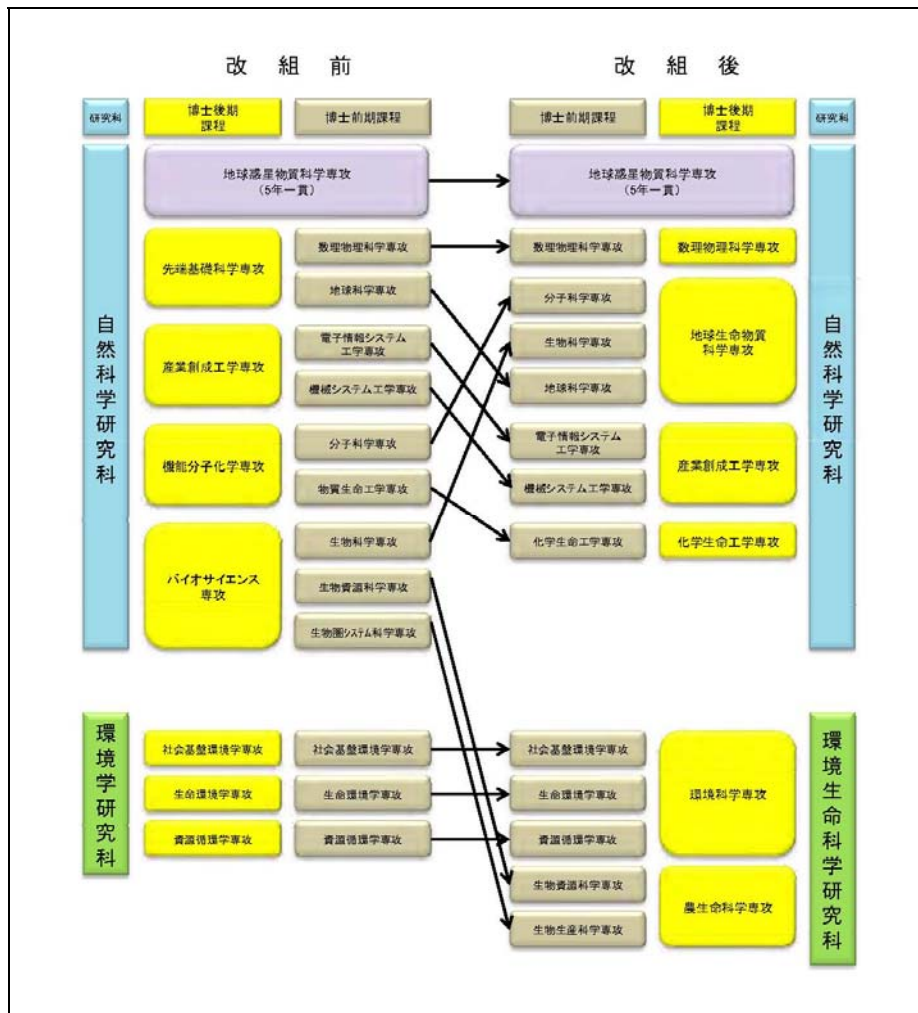 改 組 前
改 組 後
研究科
博士後期
課程
博士前期課程
博士前期課程
博士後期
課程
研究科
自然科学研究科
地球惑星物質科学専攻
(5年一貫)
地球惑星物質科学専攻
(5年一貫)
自然科学研究科
先端基礎科学専攻
数理物理科学専攻
地球科学専攻
数理物理科学専攻
数理物理科学専攻
産業創成工学専攻
電子情報システム
工学専攻
機械システム工学専攻
分子科学専攻
生物科学専攻
地球科学専攻
地球生命物質
科学専攻
機能分子化学専攻
分子科学専攻
物質生命工学専攻
電子情報システム
工学専攻
機械システム工学専攻
産業創成工学専攻
バイオサイエンス
専攻
生物科学専攻
生物資源科学専攻
生物圏システム科学専攻
化学生命工学専攻
化学生命工学専攻
環境学研究科
社会基盤環境学専攻
社会基盤環境学専攻
生命環境学専攻
生命環境学専攻
資源循環学専攻
資源循環学専攻
社会基盤環境学専攻
生命環境学専攻
資源循環学専攻
環境科学専攻
生物資源科学専攻
生物生産科学専攻
農生命科学専攻
環境生命科学研究科